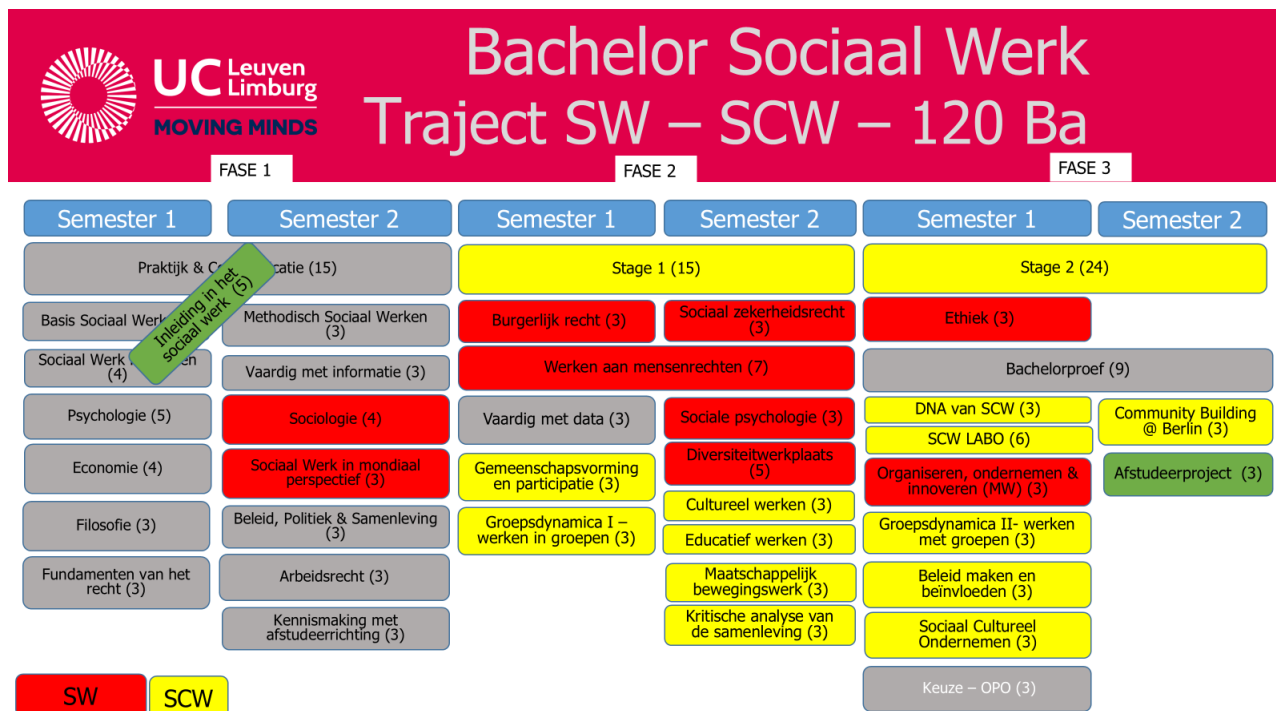 UC Leuven
Limburg
MOVING MINDS
Bachelor Sociaal Werk
Traject SW – SCW – 120 Ba
FASE 1
FASE 2
FASE 3
Semester 1
Semester 2
Semester 1
Semester 2
Semester 1
Semester 2
Praktijk & C catie (15)
Inleiding in het
sociaal werk (5)
Basis Sociaal Werk
Sociaal Werk en
(4)
Psychologie (5)
Economie (4)
Filosofie (3)
Fundamenten van het
recht (3)
Methodisch Sociaal Werken
(3)
Vaardig met informatie (3)
Sociologie (4)
Sociaal Werk in mondiaal
perspectief (3)
Beleid, Politiek & Samenleving
(3)
Arbeidsrecht (3)
Kennismaking met
afstudeerrichting (3)
Stage 1 (15)
Burgerlijk recht (3)
Sociaal zekerheidsrecht
(3)
Werken aan mensenrechten (7)
Vaardig met data (3)
Gemeenschapsvorming
en participatie (3)
Groepsdynamica I –
werken in groepen (3)
Sociale psychologie (3)
Diversiteitwerkplaats
(5)
Cultureel werken (3)
Educatief werken (3)
Maatschappelijk
bewegingswerk (3)
Kritische analyse van
de samenleving (3)
Stage 2 (24)
Ethiek (3)
Bachelorproef (9)
DNA van SCW (3)
SCW LABO (6)
Organiseren, ondernemen &
innoveren (MW) (3)
Groepsdynamica II- werken
met groepen (3)
Beleid maken en
beïnvloeden (3)
Sociaal Cultureel
Ondernemen (3)
Keuze – OPO (3)
Community Building
@ Berlin (3)
Afstudeerproject (3)
SW
SCW